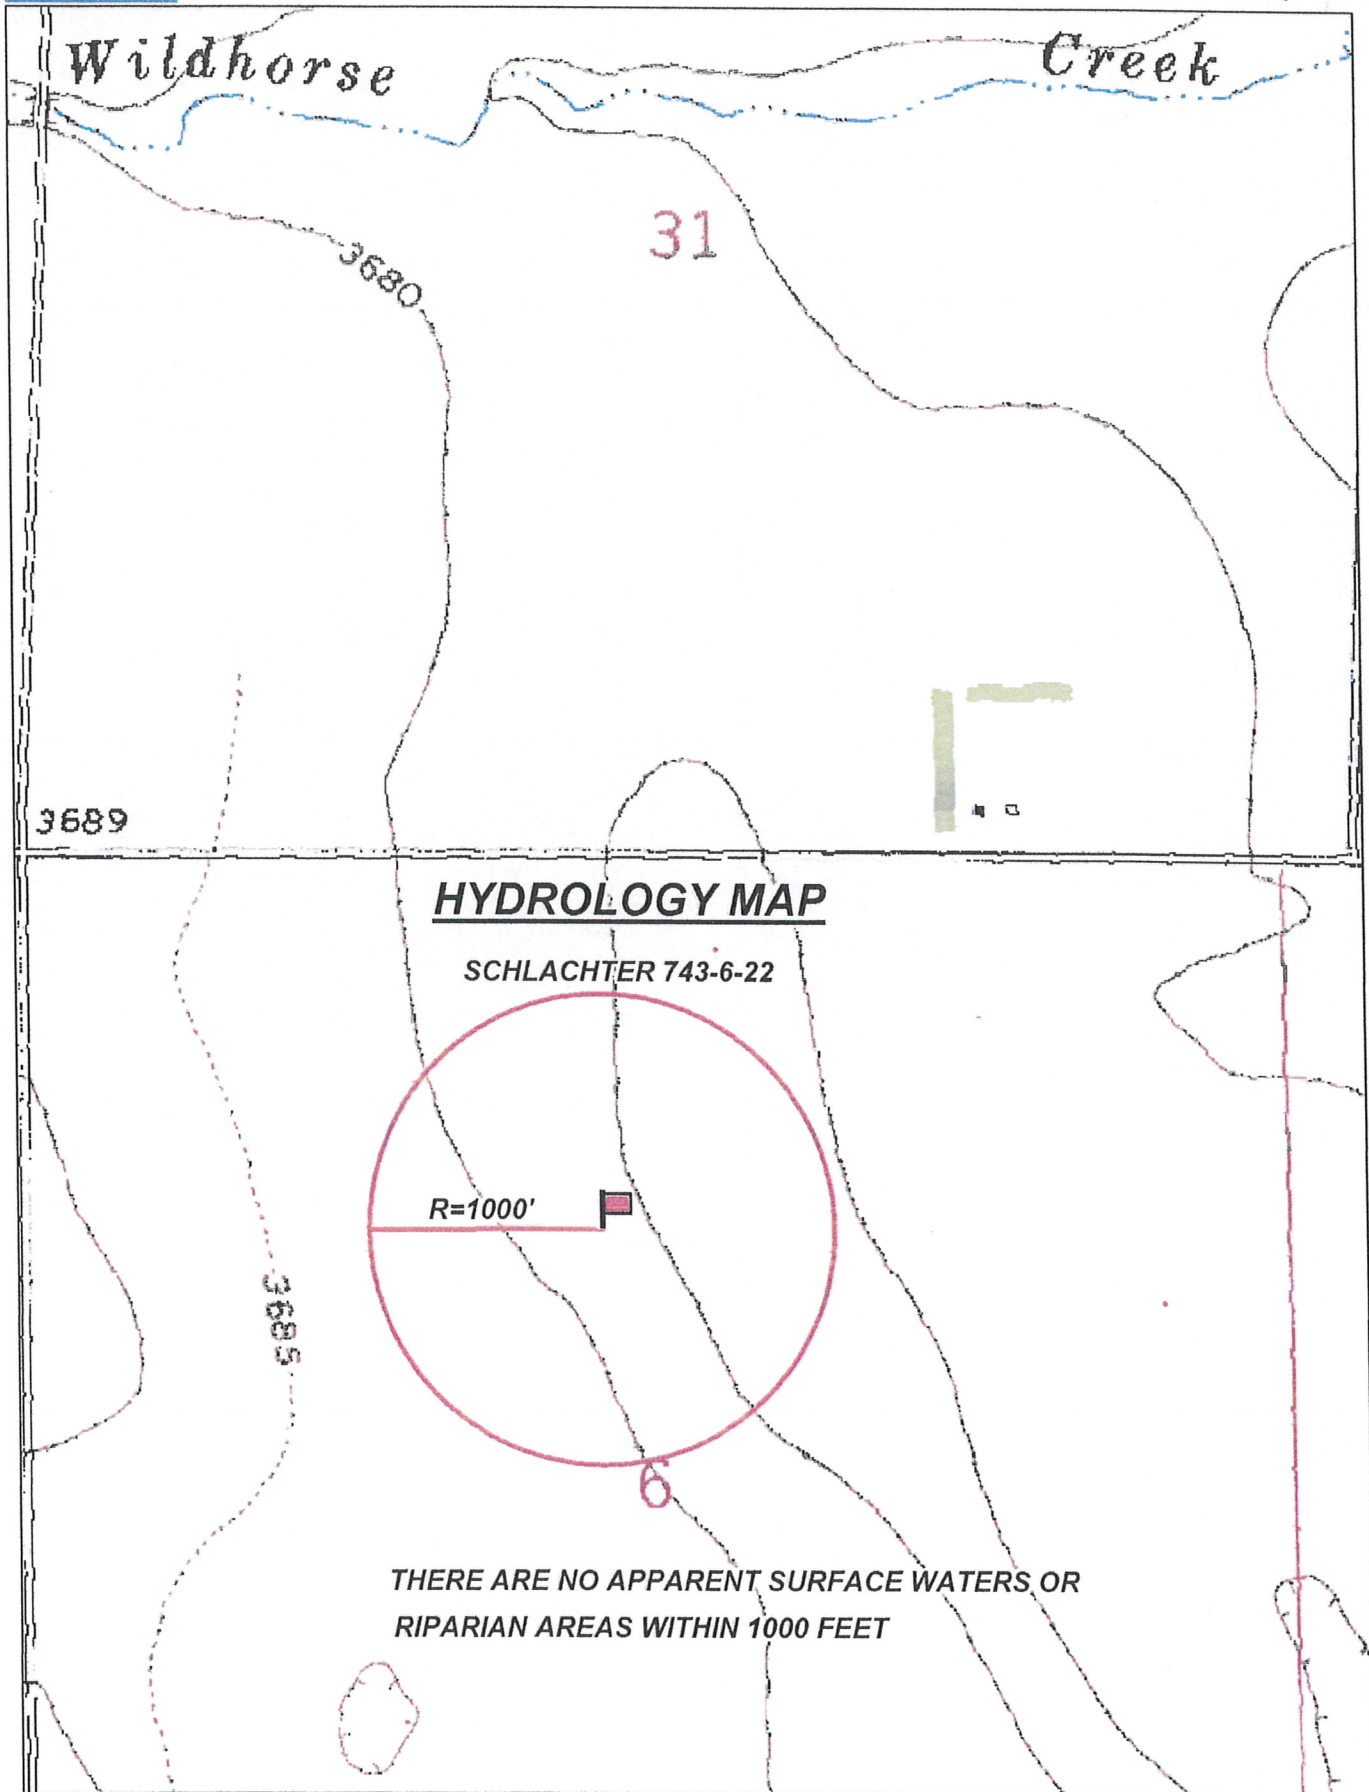 Wildhorse Creek
31
3680
3689
HYDROLOGY MAP
SCHLACHTER 743-6-22
R=1000'
3685
6
THERE ARE NO APPARENT SURFACE WATERS OR
RIPARIAN AREAS WITHIN 1000 FEET